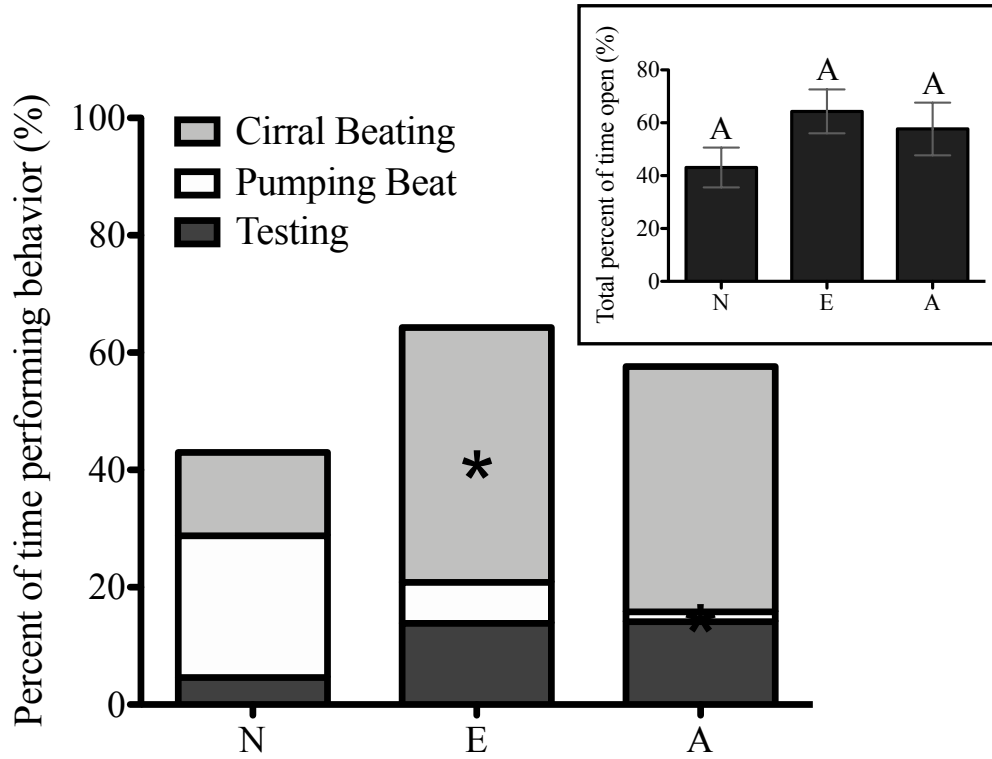 Percent of time performing behavior (%)
100
80
60
40
20
0
Cirral Beating
Pumping Beat
Testing
*
*
N
E
A
Total percent of time open (%)
80
60
40
20
0
A
A
A
N
E
A